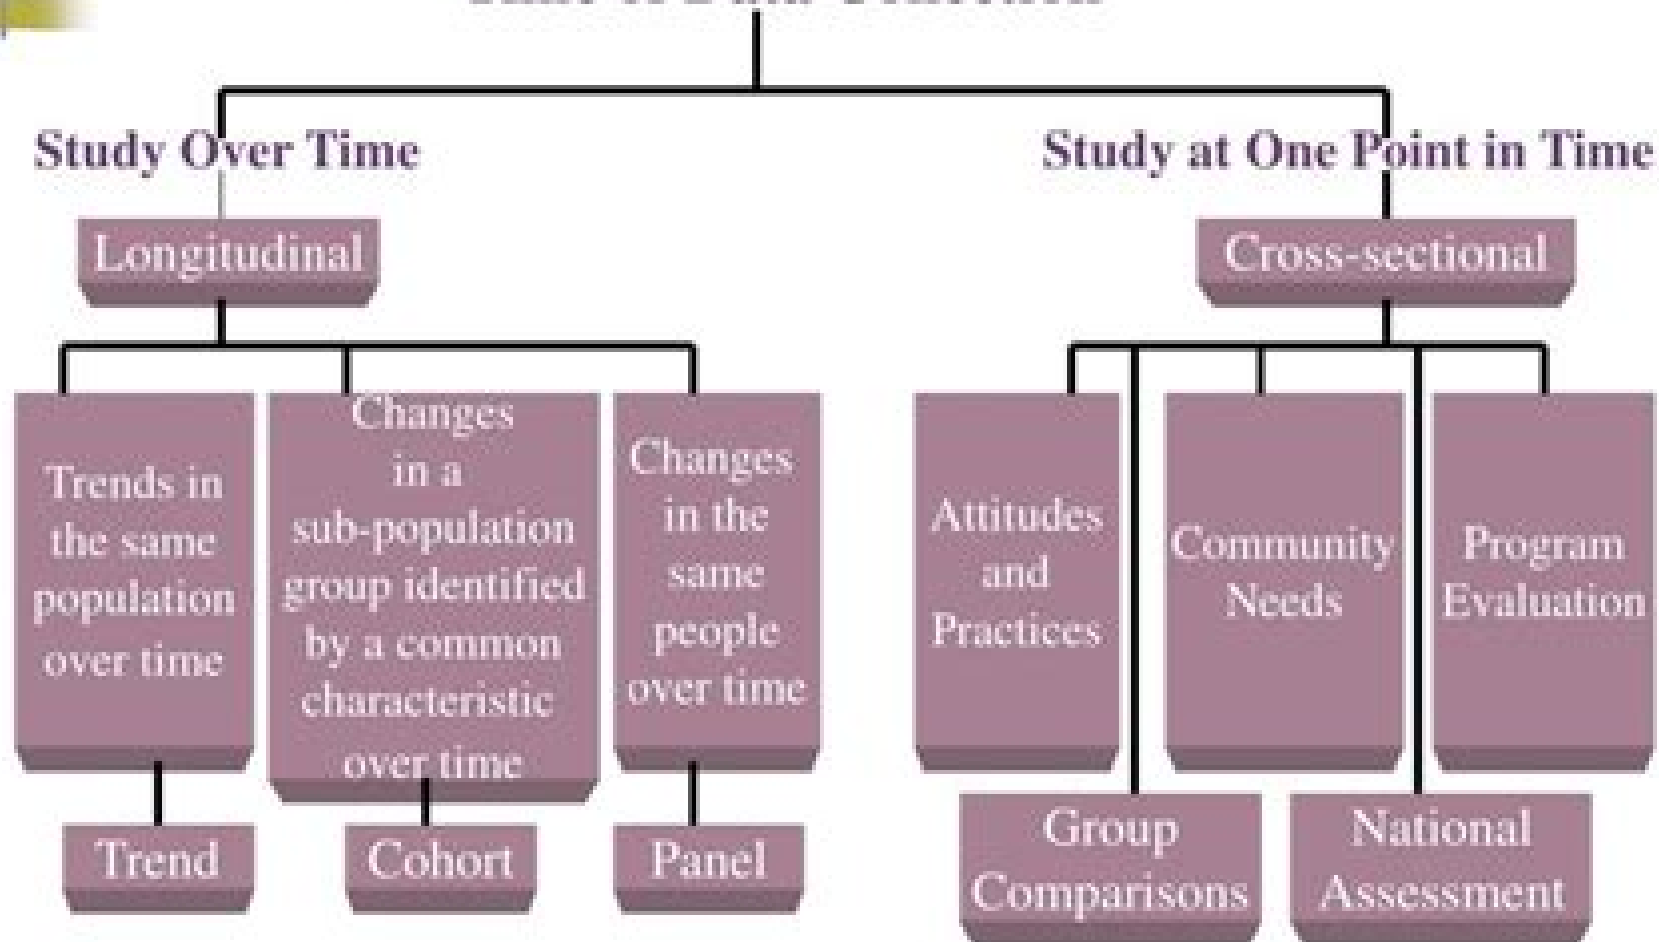 Study Over Time
Study at One Point in Time
Longitudinal
Cross-sectional
Trends in
the same
population
over time
Changes
in a
sub-population
group identified
by a common
characteristic
over time
Changes
in the
same
people
over time
Attitudes
and
Practices
Community
Needs
Program
Evaluation
Trend
Cohort
Panel
Group
Comparisons
National
Assessment